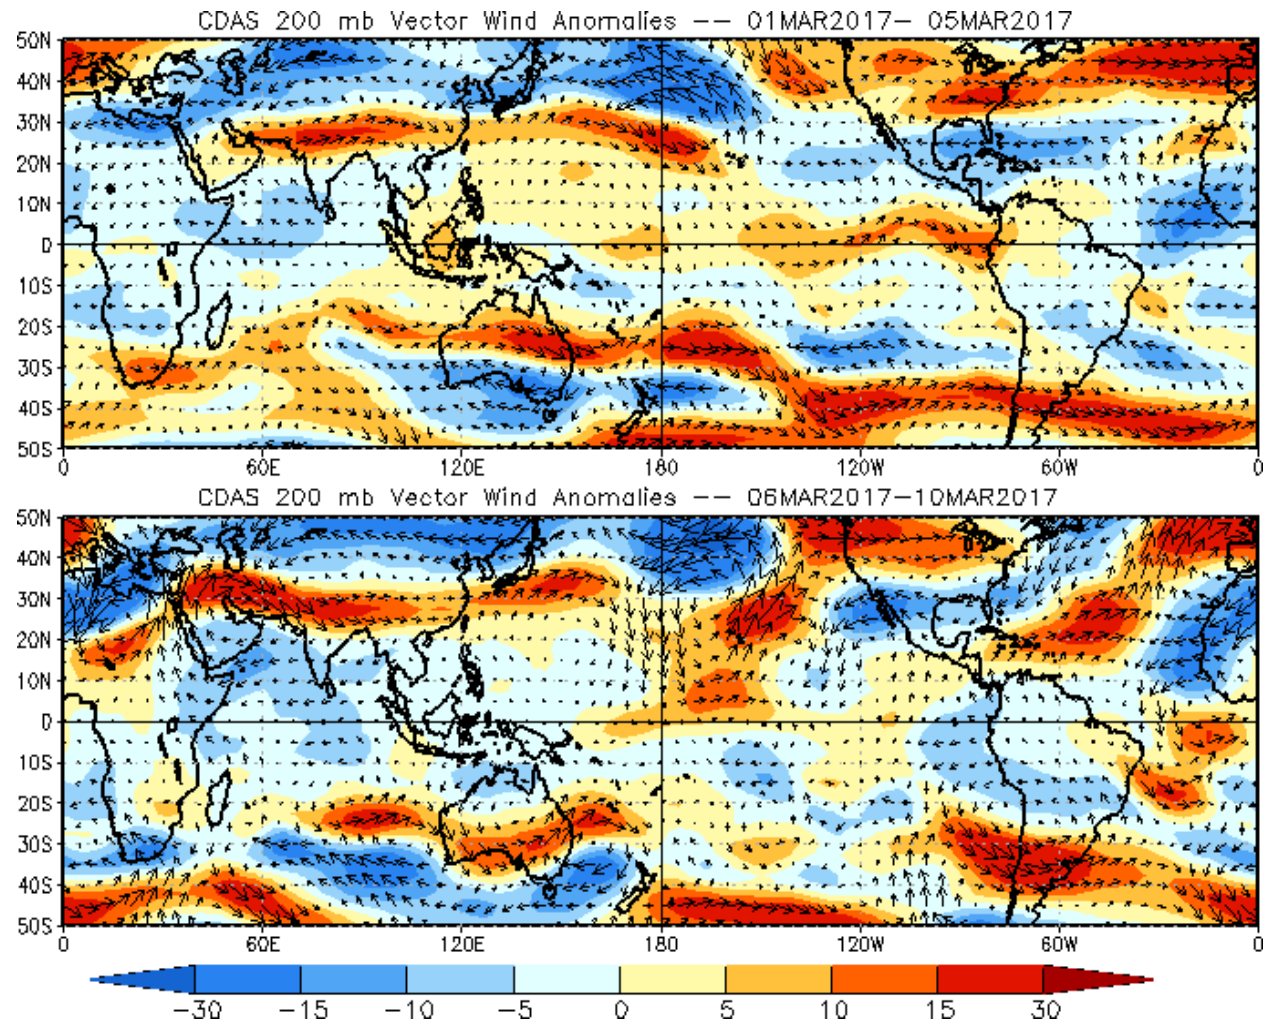 CDAS 200 mb Vector Wind Anomalies -- 01MAR2017- 05MAR2017
50N
40N
30N
20N
10N
0
10S
20S
30S
40S
50S
0 60E 120E 180 120W 60W 0
CDAS 200 mb Vector Wind Anomalies -- 06MAR2017-10MAR2017
50N
40N
30N
20N
10N
0
10S
20S
30S
40S
50S
0 60E 120E 180 120W 60W 0
-30 -15 -10 -5 0 5 10 15 30